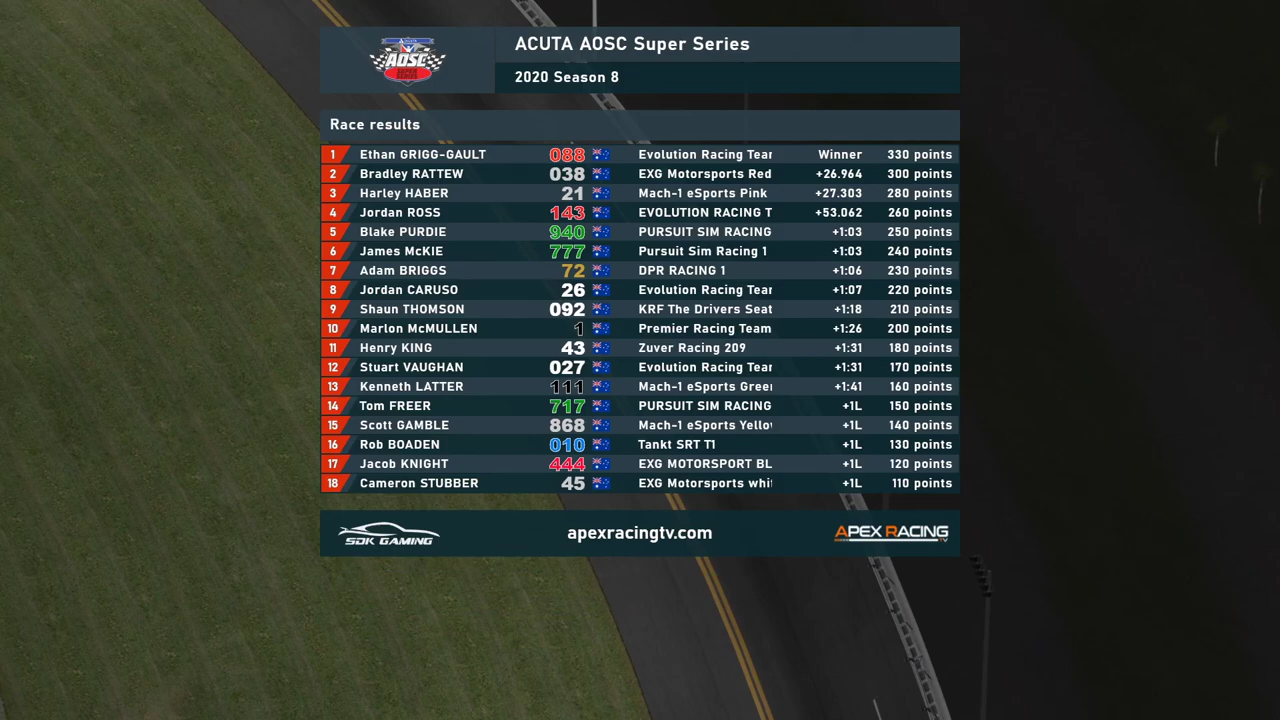 ACUTA AOSC Super Series
AOSC
SUPER
SERIES
2020 Season 8
Race results
1 Ethan GRIGG-GAULT 088 Evolution Racing Tear Winner 330 points
2 Bradley RATTEW 038 EXG Motorsports Red +26.964 300 points
3 Harley HABER 21 Mach-1 eSports Pink +27.303 280 points
4 Jordan ROSS 143 EVOLUTION RACING T +53.062 260 points
5 Blake PURDIE 940 PURSUIT SIM RACING +1:03 250 points
6 James McKIE 777 Pursuit Sim Racing 1 +1:03 240 points
7 Adam BRIGGS 72 DPR RACING 1 +1:06 230 points
8 Jordan CARUSO 26 Evolution Racing Tear +1:07 220 points
9 Shaun THOMSON 092 KRF The Drivers Seat +1:18 210 points
10 Marlon McMULLEN 1 Premier Racing Team +1:26 200 points
11 Henry KING 43 Zuver Racing 209 +1:31 180 points
12 Stuart VAUGHAN 027 Evolution Racing Tear +1:31 170 points
13 Kenneth LATTER 111 Mach-1 eSports Greer +1:41 160 points
14 Tom FREER 717 PURSUIT SIM RACING +1L 150 points
15 Scott GAMBLE 868 Mach-1 eSports Yellov +1L 140 points
16 Rob BOADEN 010 Tankt SRT T1 +1L 130 points
17 Jacob KNIGHT 444 EXG MOTORSPORT BL +1L 120 points
18 Cameron STUBBER 45 EXG Motorsports whi +1L 110 points
SDK GAMING apexracingtv.com APEX RACING TV